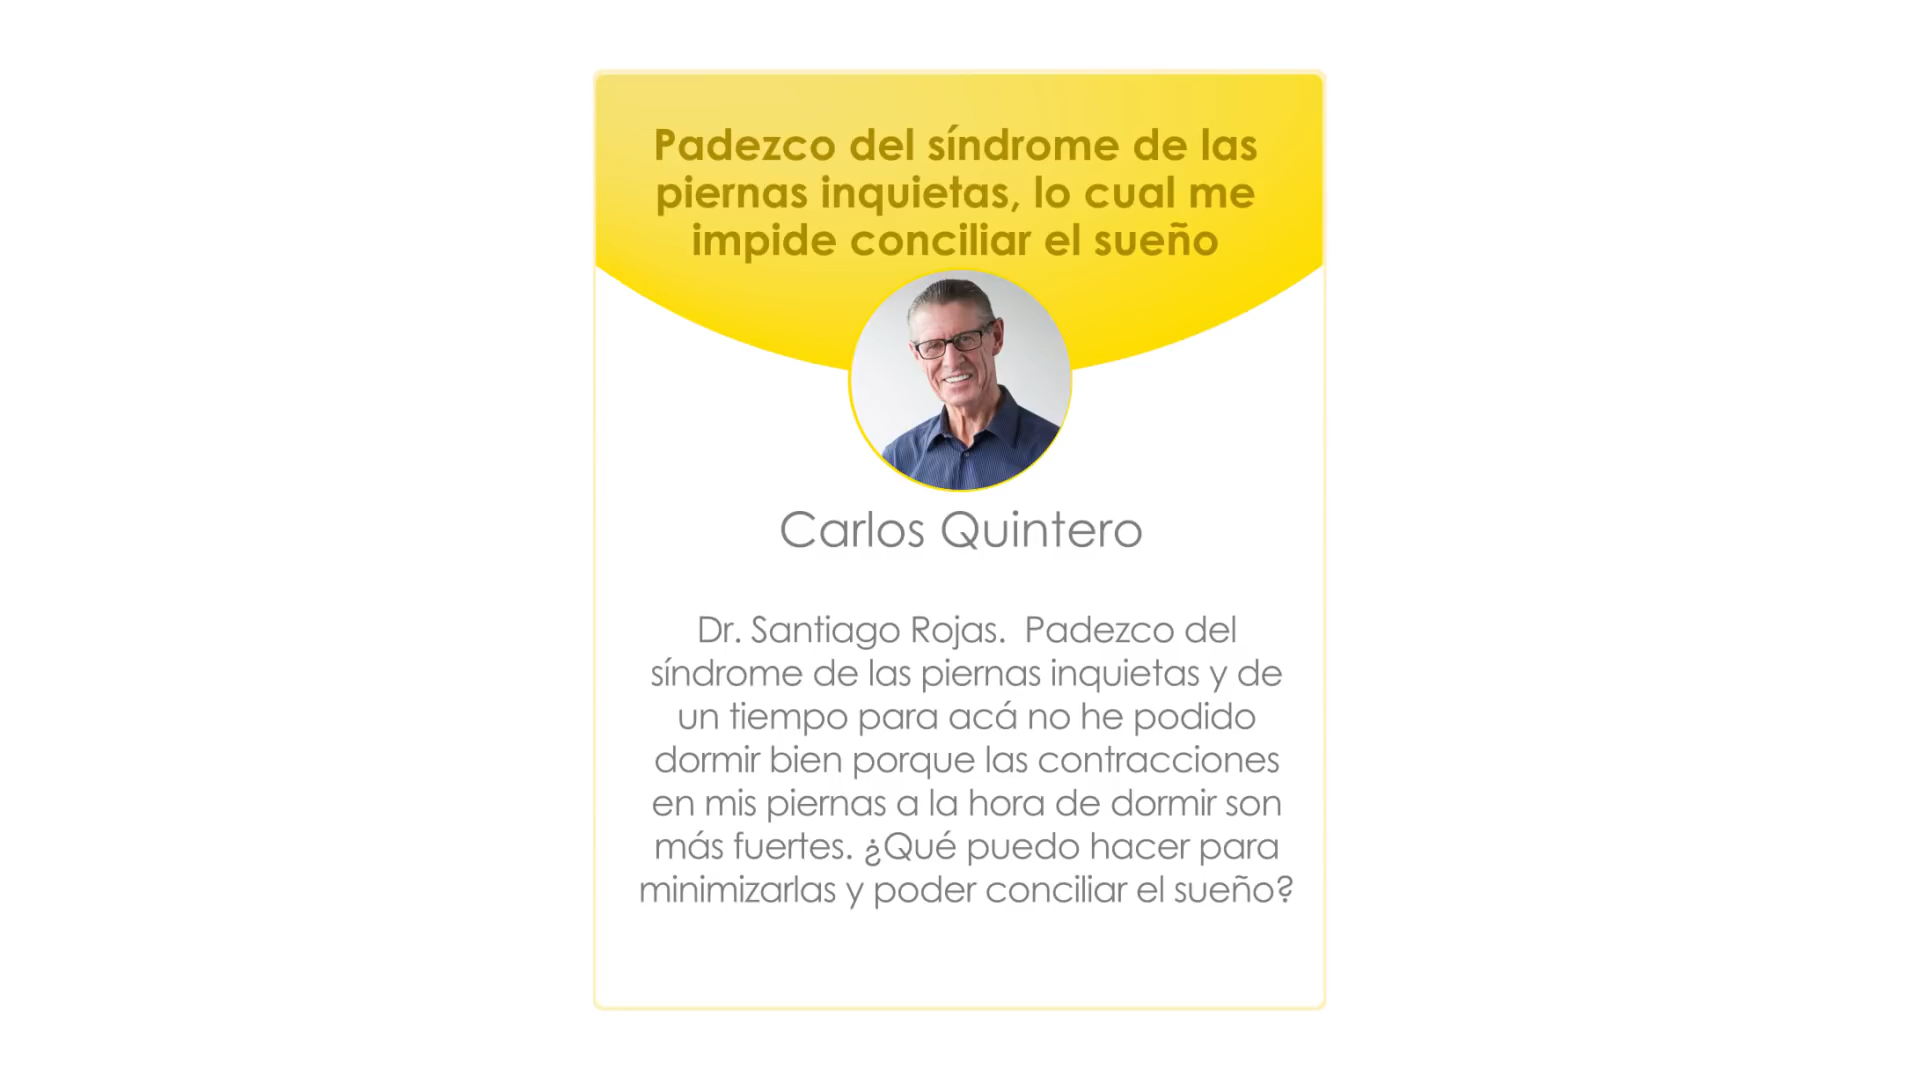 Padezco del síndrome de las
piernas inquietas, lo cual me
impide conciliar el sueño
Carlos Quintero
Dr. Santiago Rojas.  Padezco del
síndrome de las piernas inquietas y de
un tiempo para acá no he podido
dormir bien porque las contracciones
en mis piernas a la hora de dormir son
más fuertes. ¿Qué puedo hacer para
minimizarlas y poder conciliar el sueño?